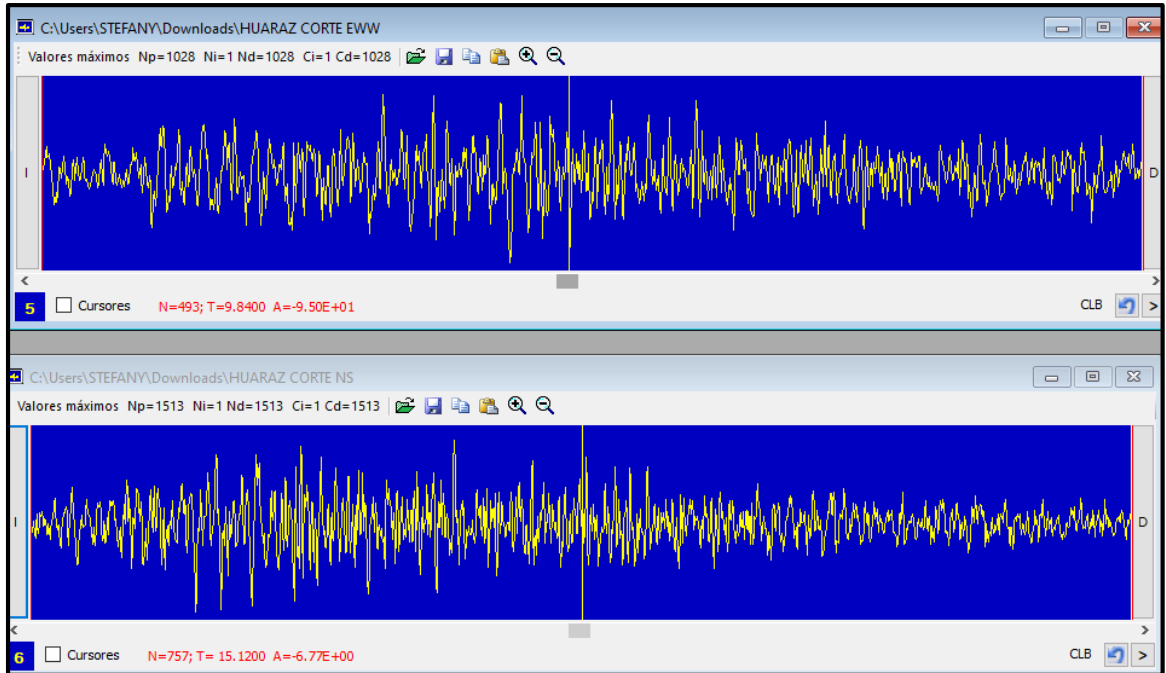 C:\Users\STEFANY\Downloads\HUARAZ CORTE EWW
Valores máximos Np=1028 Ni=1 Nd=1028 Ci=1 Cd=1028
I
D
5 Cursores N=493; T=9.8400 A=-9.50E+01 CLB >
C:\Users\STEFANY\Downloads\HUARAZ CORTE NS
Valores máximos Np=1513 Ni=1 Nd=1513 Ci=1 Cd=1513
I
D
6 Cursores N=757; T= 15.1200 A=-6.77E+00 CLB >